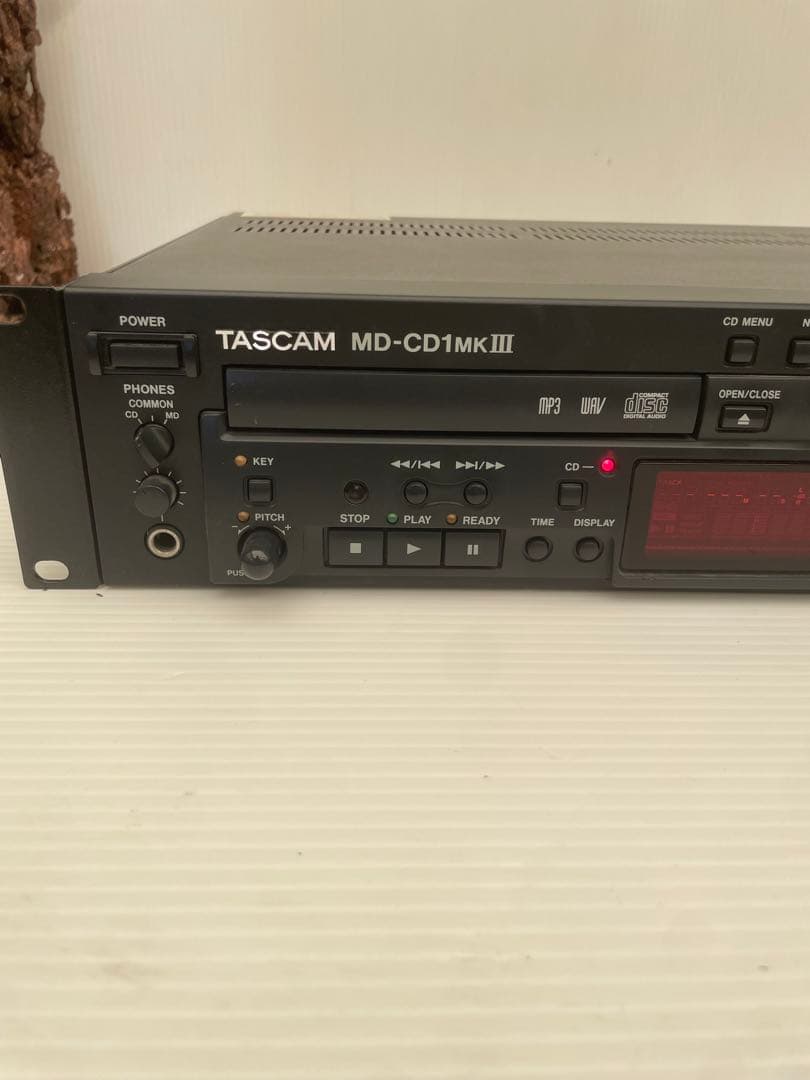 POWER
TASCAM MD-CD1MKIII
CD MENU
PHONES
COMMON
CD MD
MP3 WAV COMPACT disc DIGITAL AUDIO
OPEN/CLOSE
KEY
CD
PITCH
STOP PLAY READY
TIME DISPLAY